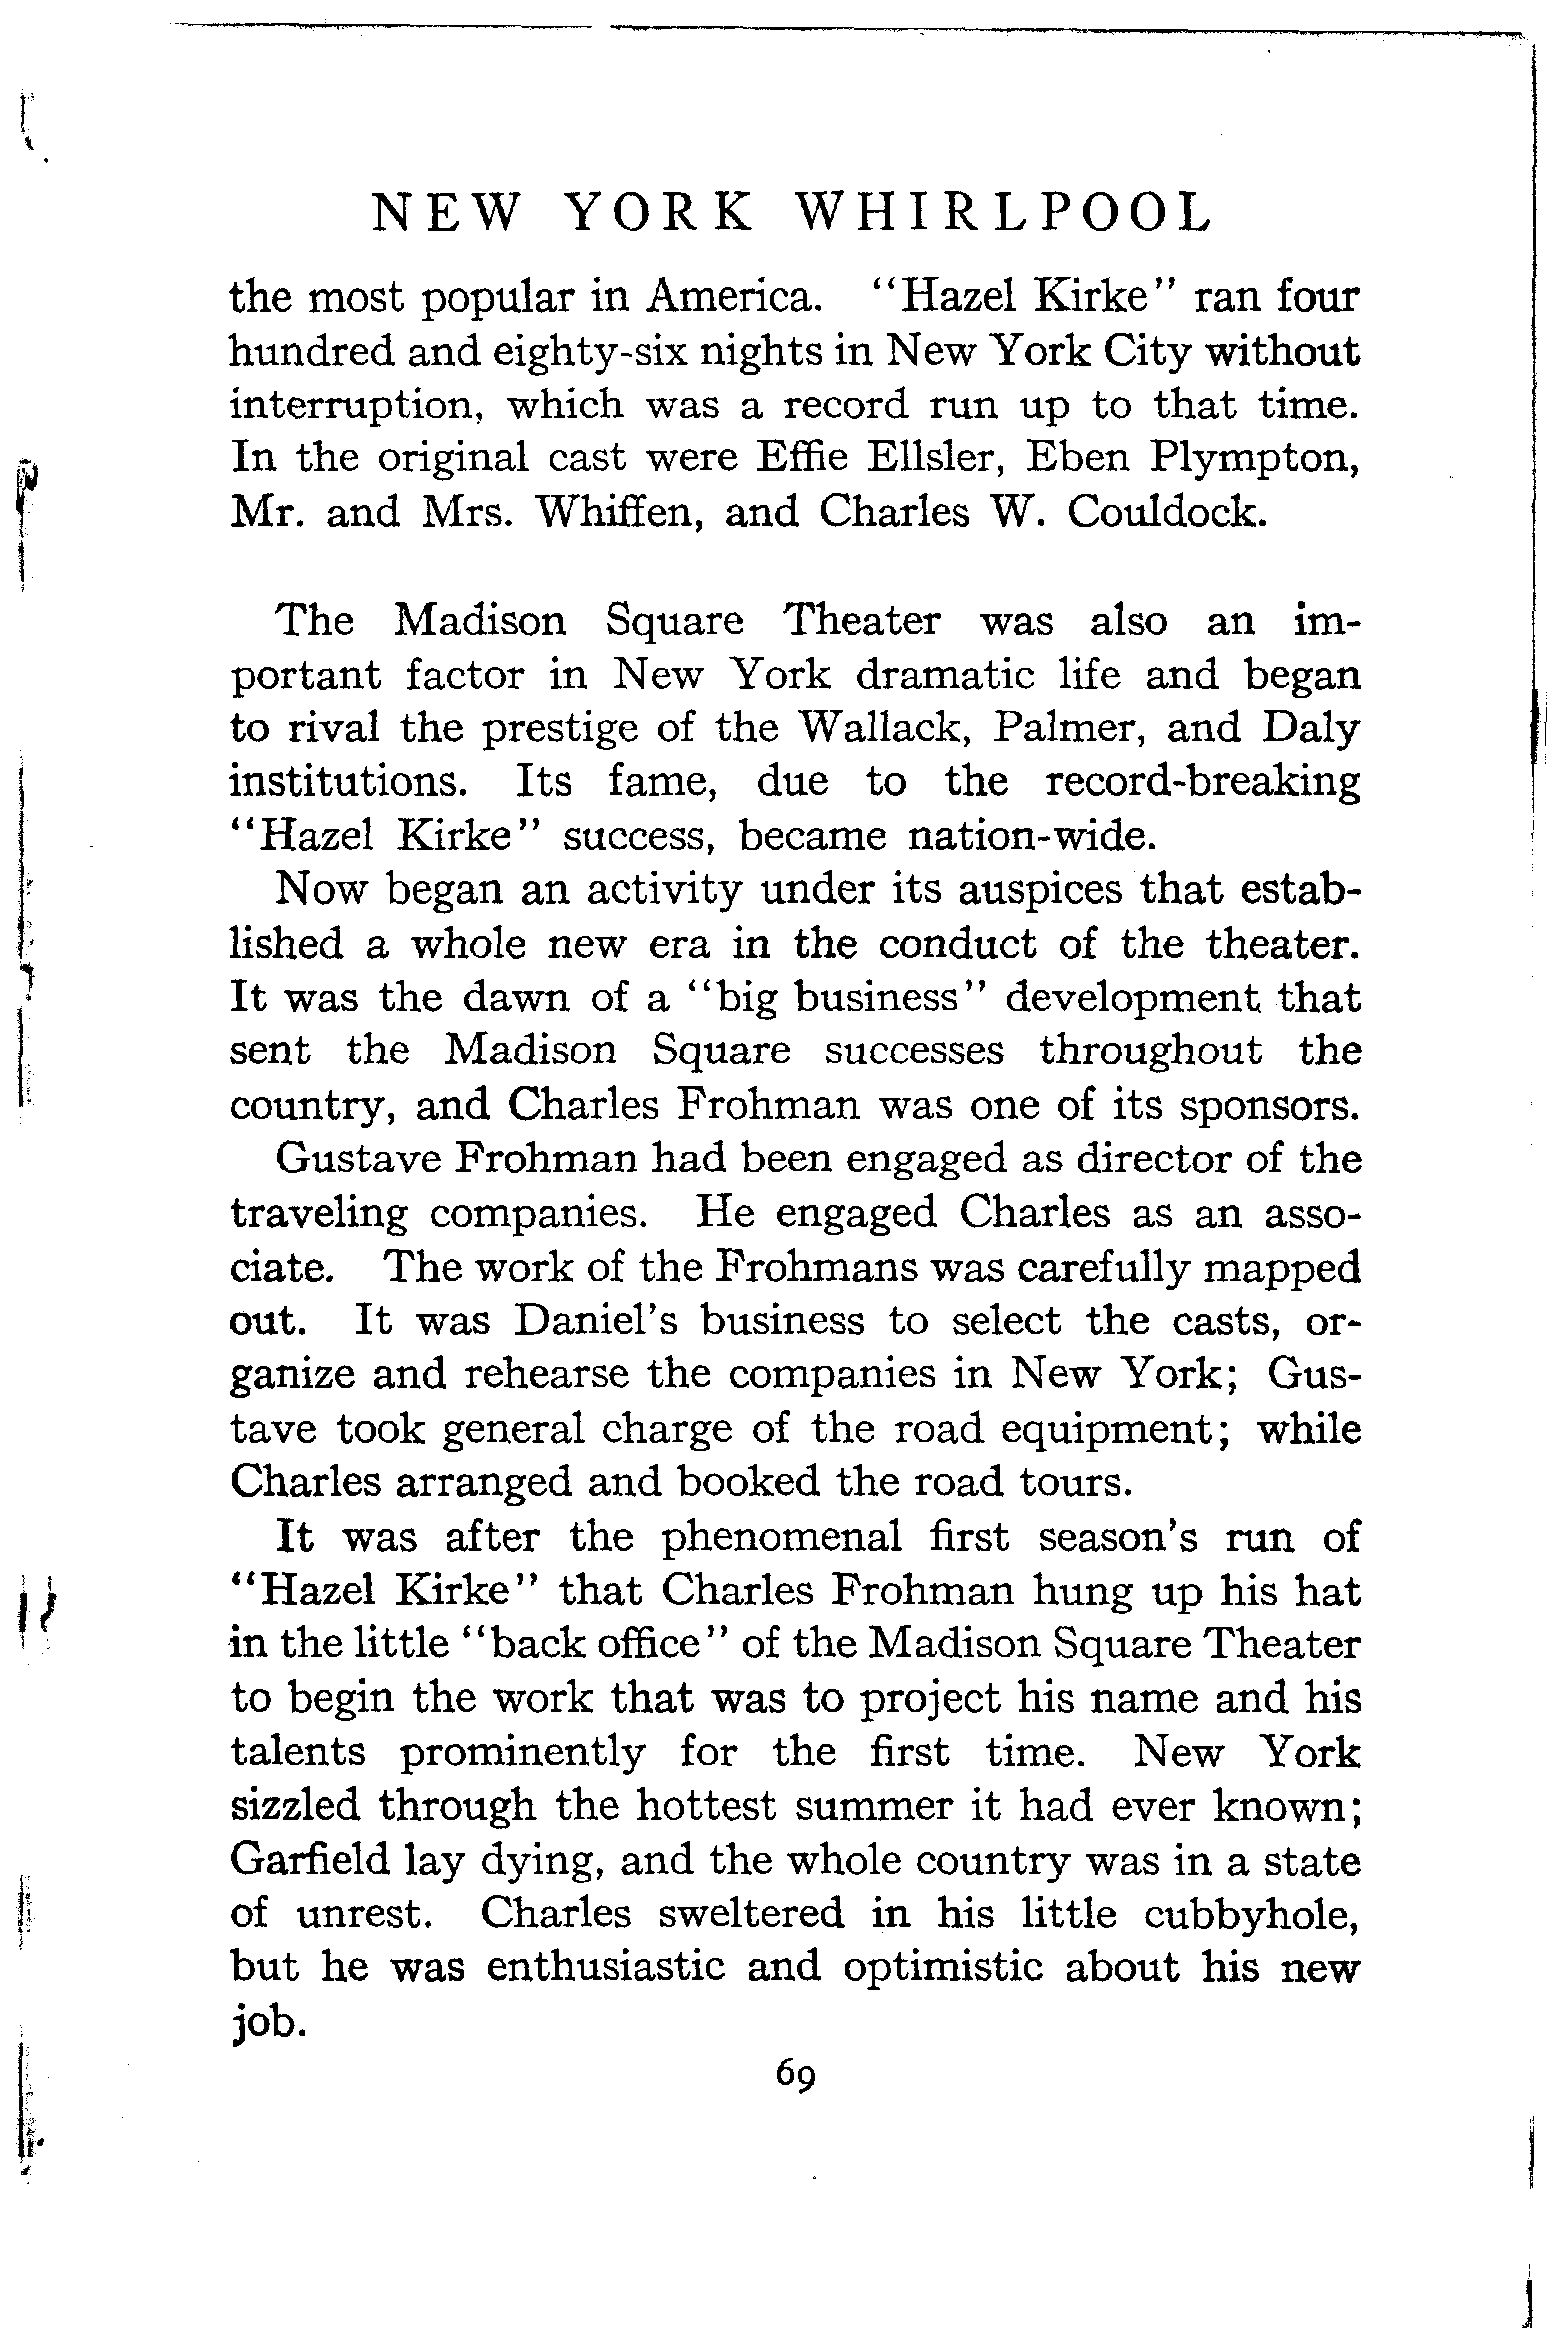 NEW YORK WHIRLPOOL
the most popular in America. "Hazel Kirke" ran four
hundred and eighty-six nights in New York City without
interruption, which was a record run up to that time.
In the original cast were Effie Ellsler, Eben Plympton,
Mr. and Mrs. Whiffen, and Charles W. Couldock.
The Madison Square Theater was also an im-
portant factor in New York dramatic life and began
to rival the prestige of the Wallack, Palmer, and Daly
institutions. Its fame, due to the record-breaking
"Hazel Kirke" success, became nation-wide.
Now began an activity under its auspices that estab-
lished a whole new era in the conduct of the theater.
It was the dawn of a "big business" development that
sent the Madison Square successes throughout the
country, and Charles Frohman was one of its sponsors.
Gustave Frohman had been engaged as director of the
traveling companies. He engaged Charles as an asso-
ciate. The work of the Frohmans was carefully mapped
out. It was Daniel's business to select the casts, or-
ganize and rehearse the companies in New York; Gus-
tave took general charge of the road equipment; while
Charles arranged and booked the road tours.
It was after the phenomenal first season's run of
"Hazel Kirke" that Charles Frohman hung up his hat
in the little "back office" of the Madison Square Theater
to begin the work that was to project his name and his
talents prominently for the first time. New York
sizzled through the hottest summer it had ever known;
Garfield lay dying, and the whole country was in a state
of unrest. Charles sweltered in his little cubbyhole,
but he was enthusiastic and optimistic about his new
job.
69